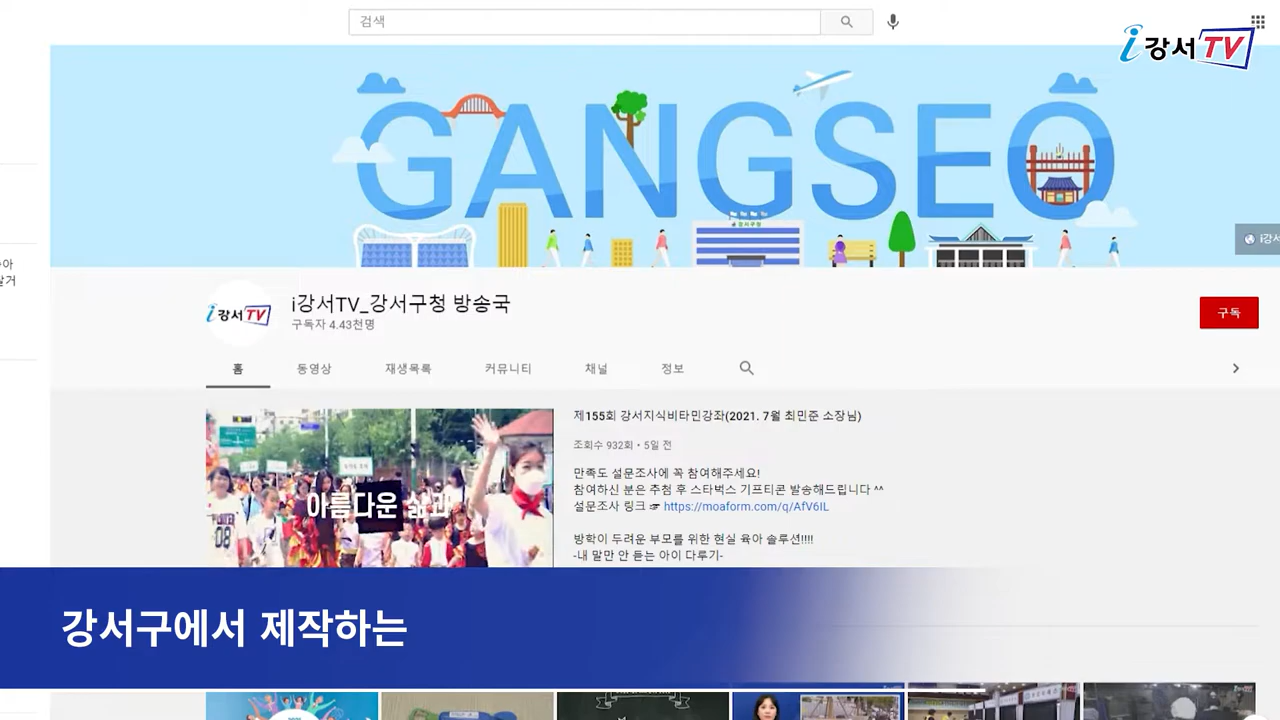 검색
i강서TV
GANGSEO
강서구청
i강서TV
i강서TV_강서구청 방송국
구독자 4.43천명
구독
홈
동영상
재생목록
커뮤니티
채널
정보
아름다운 삶과
제155회 강서지식비타민강좌(2021. 7월 최민준 소장님)
조회수 932회 • 5일 전
만족도 설문조사에 꼭 참여해주세요!
참여하신 분은 추첨 후 스타벅스 기프티콘 발송해드립니다 ^^
설문조사 링크 ☞ https://moaform.com/q/AfV6IL
방학이 두려운 부모를 위한 현실 육아 솔루션!!!!
-내 말만 안 듣는 아이 다루기-
강서구에서 제작하는